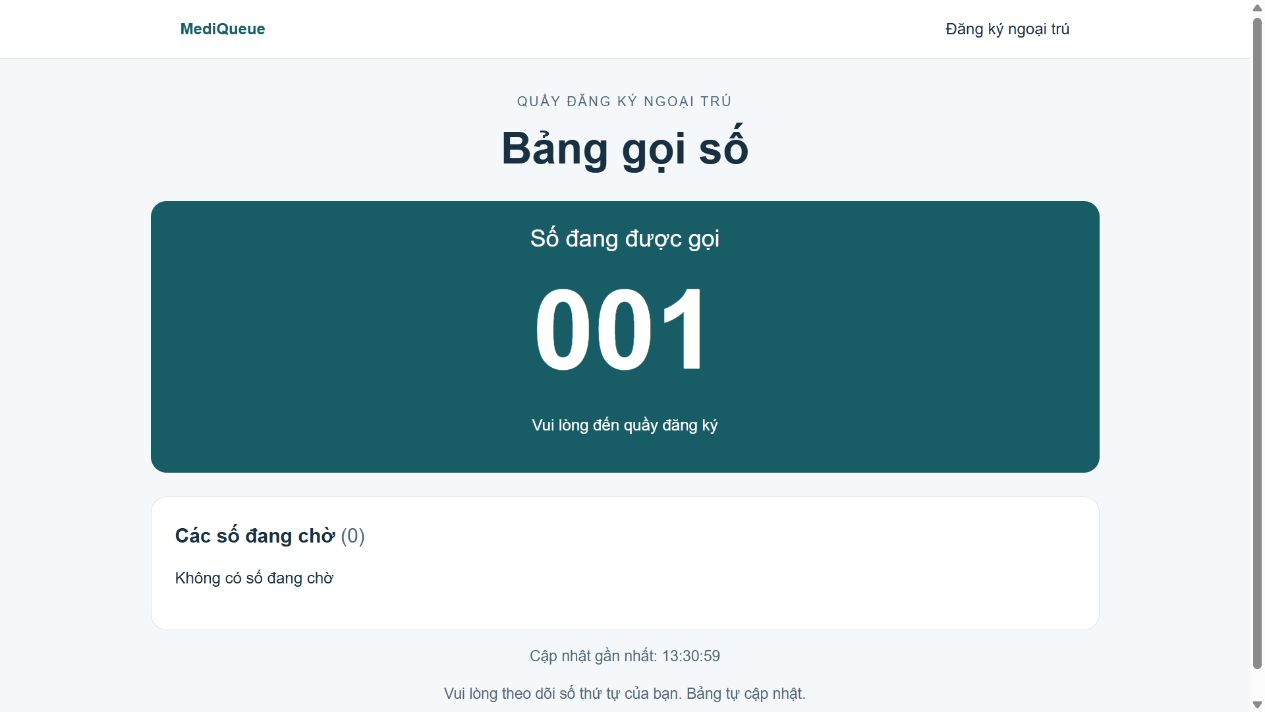 MediQueue
Đăng ký ngoại trú
QUẦY ĐĂNG KÝ NGOẠI TRÚ
Bảng gọi số
Số đang được gọi
001
Vui lòng đến quầy đăng ký
Các số đang chờ (0)
Không có số đang chờ
Cập nhật gần nhất: 13:30:59
Vui lòng theo dõi số thứ tự của bạn. Bảng tự cập nhật.